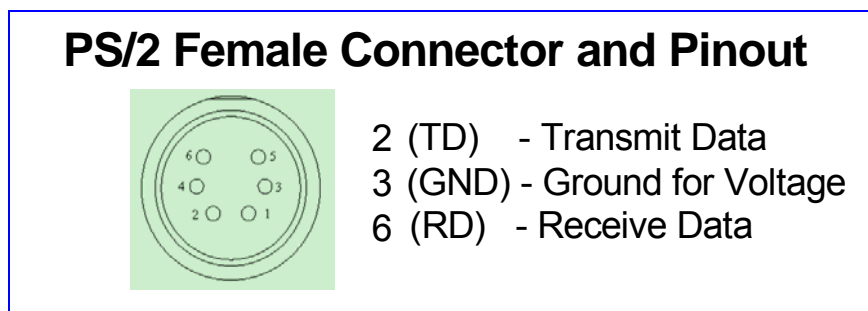 PS/2 Female Connector and Pinout
6 5
4 3
2 1
2 (TD) - Transmit Data
3 (GND) - Ground for Voltage
6 (RD) - Receive Data